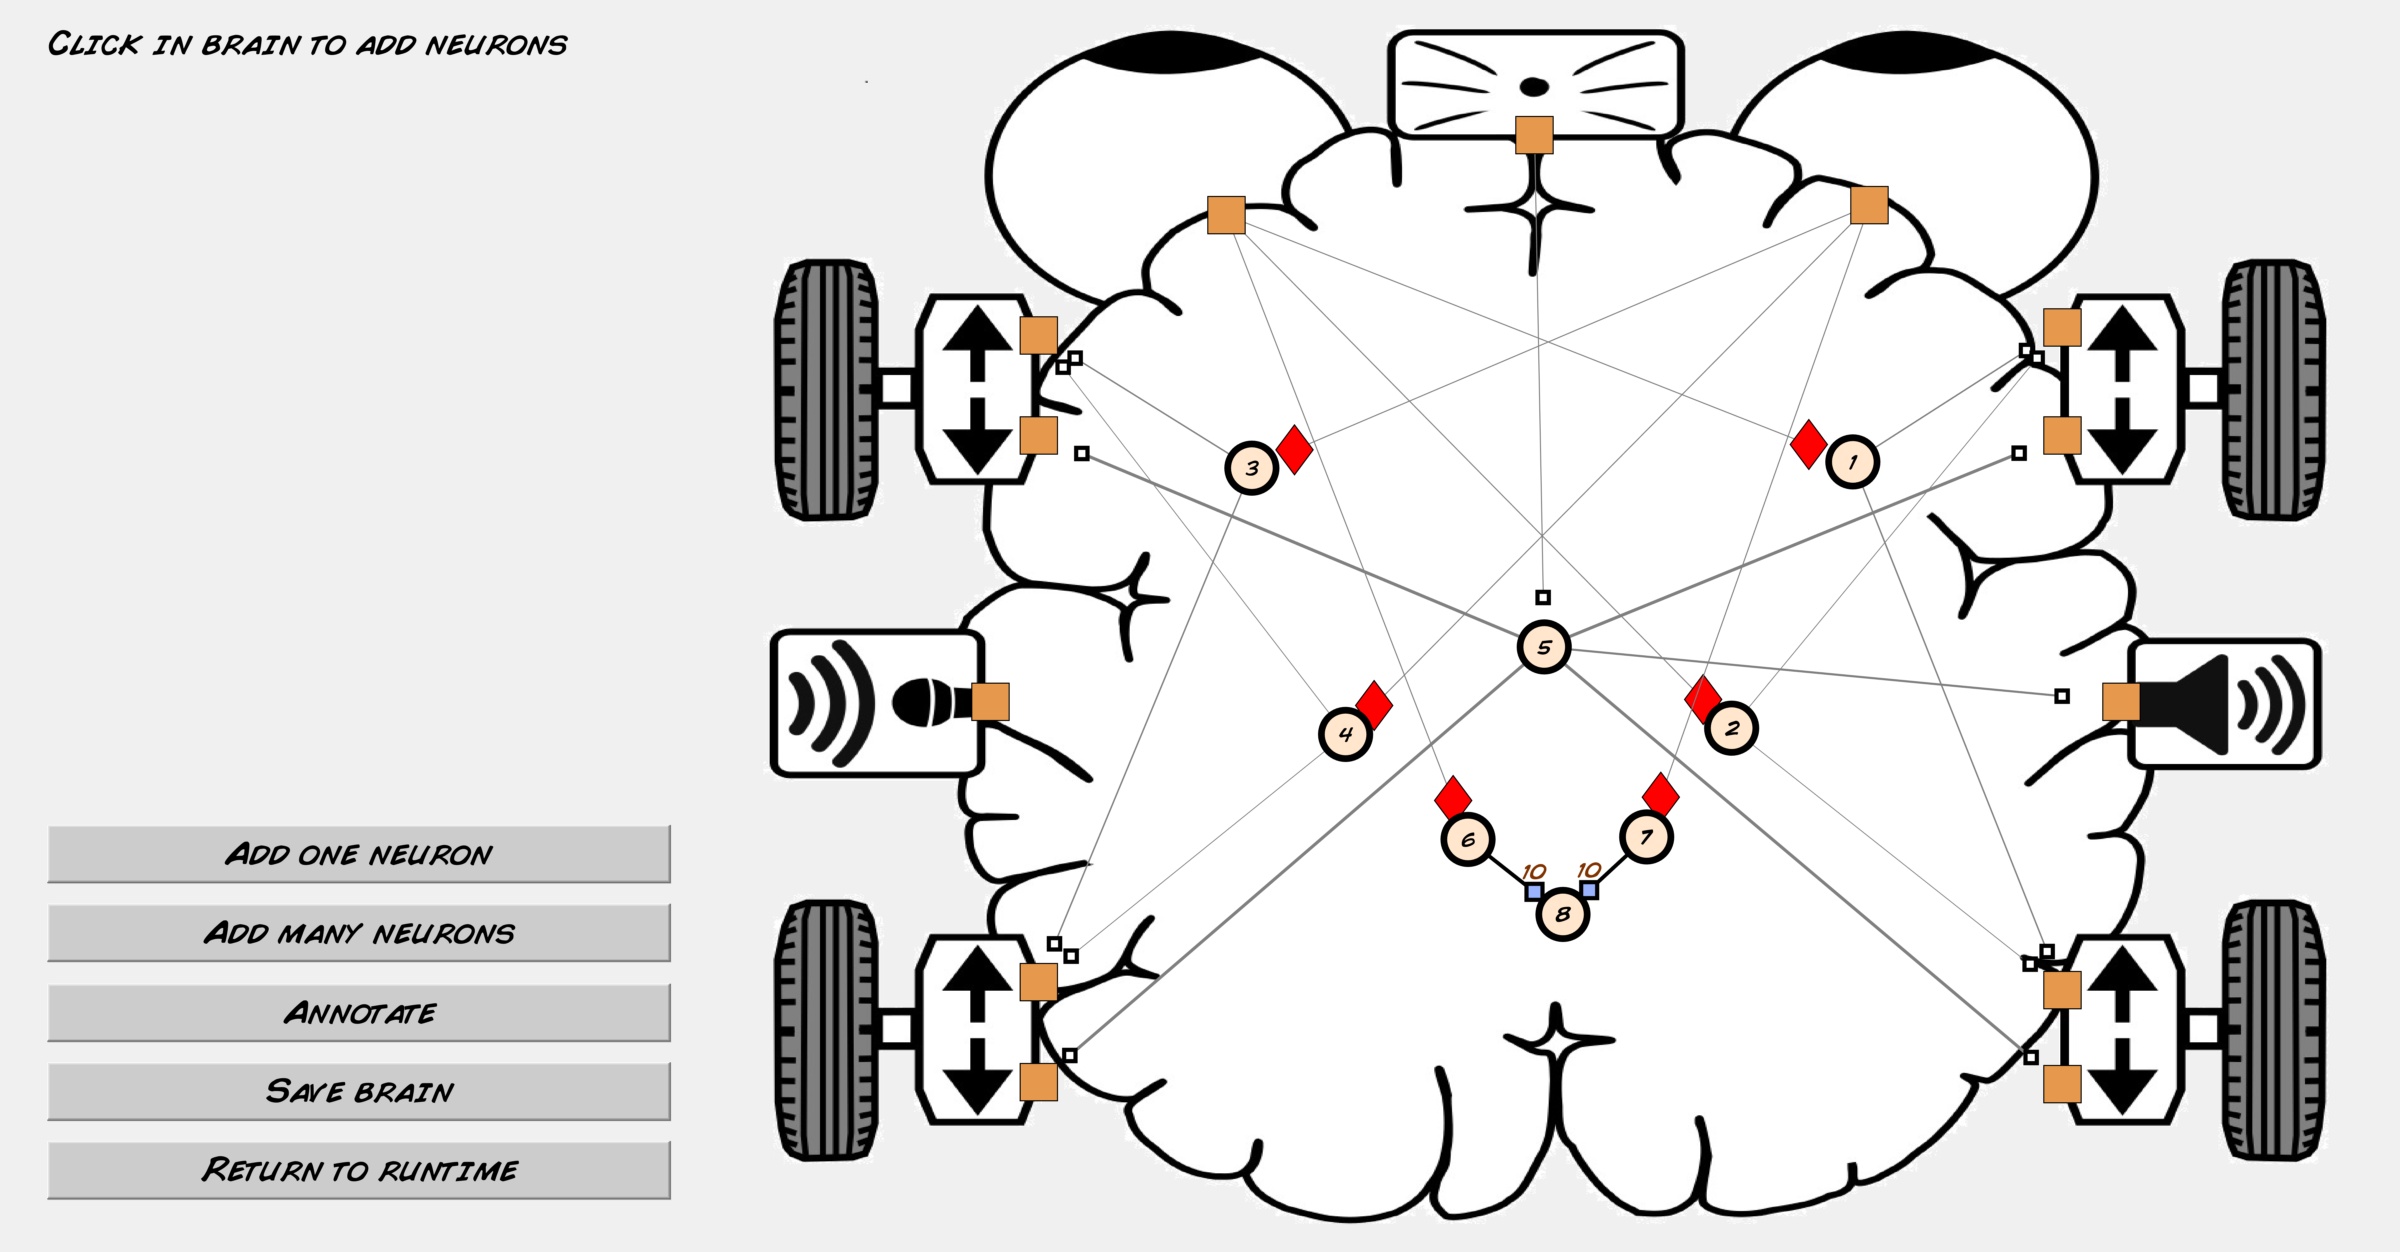 Click in brain to add neurons
3
1
5
4
2
6
7
10
10
8
Add one neuron
Add many neurons
Annotate
Save brain
Return to runtime